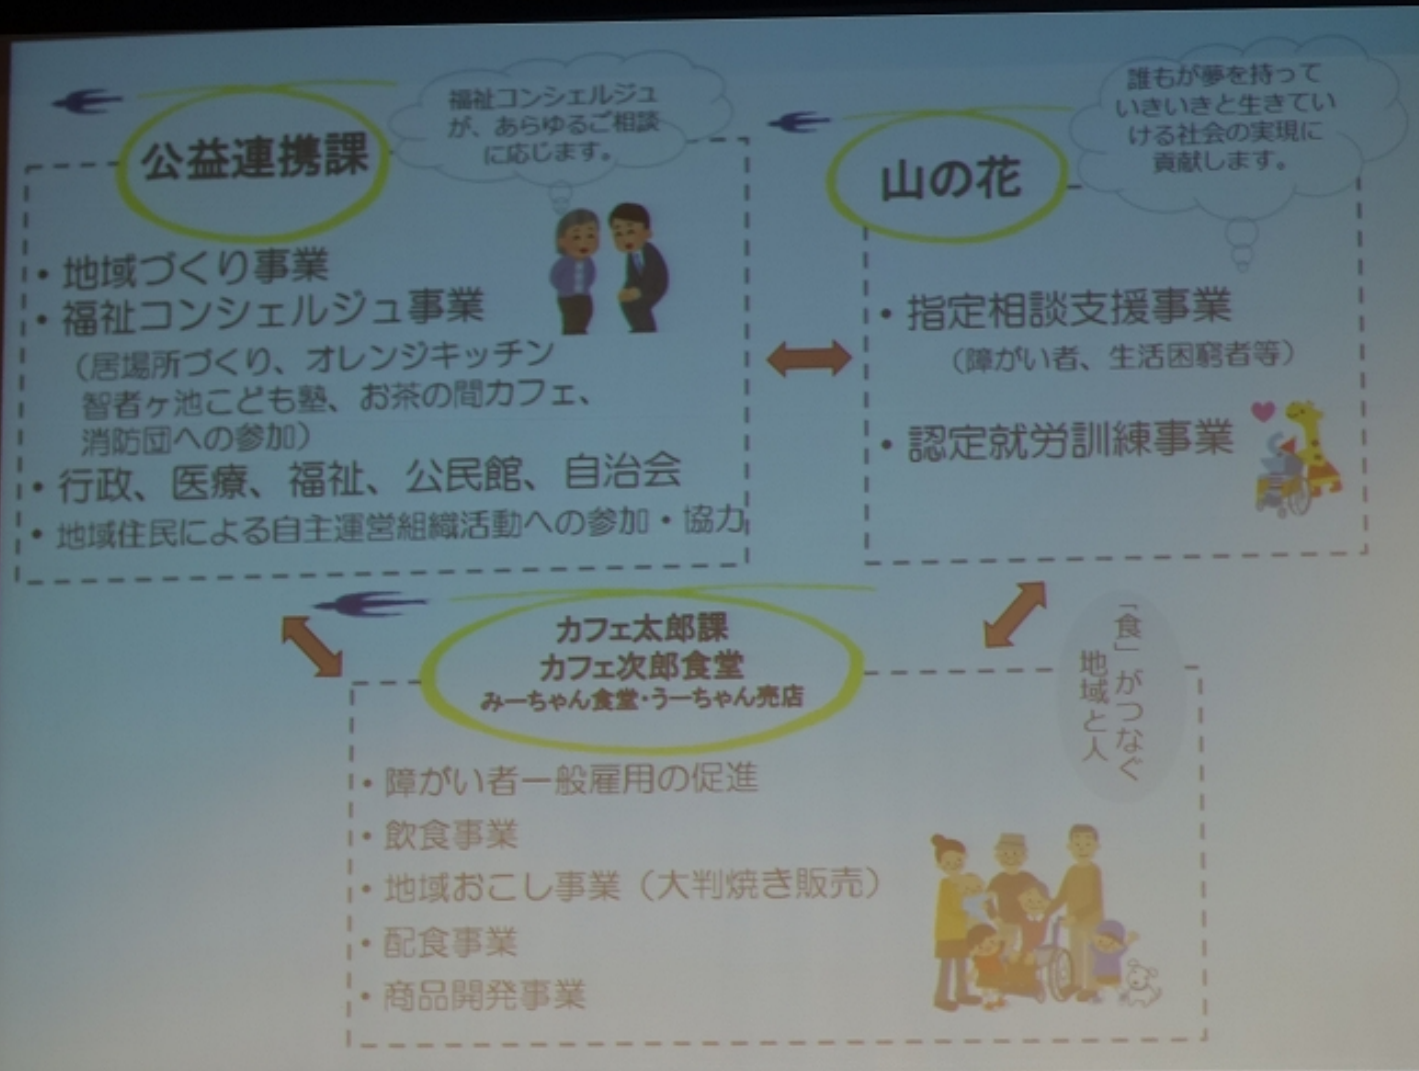 公益連携課
福祉コンシェルジュ
が、あらゆるご相談
に応じます。
・地域づくり事業
・福祉コンシェルジュ事業
（居場所づくり、オレンジキッチン
智者ヶ池こども塾、お茶の間カフェ、
消防団への参加）
・行政、医療、福祉、公民館、自治会
・地域住民による自主運営組織活動への参加・協力
山の花
誰もが夢を持って
いきいきと生きてい
ける社会の実現に
貢献します。
・指定相談支援事業
（障がい者、生活困窮者等）
・認定就労訓練事業
カフェ太郎課
カフェ次郎食堂
みーちゃん食堂・うーちゃん売店
「食」がつなぐ
地域と人
・障がい者一般雇用の促進
・飲食事業
・地域おこし事業（大判焼き販売）
・配食事業
・商品開発事業